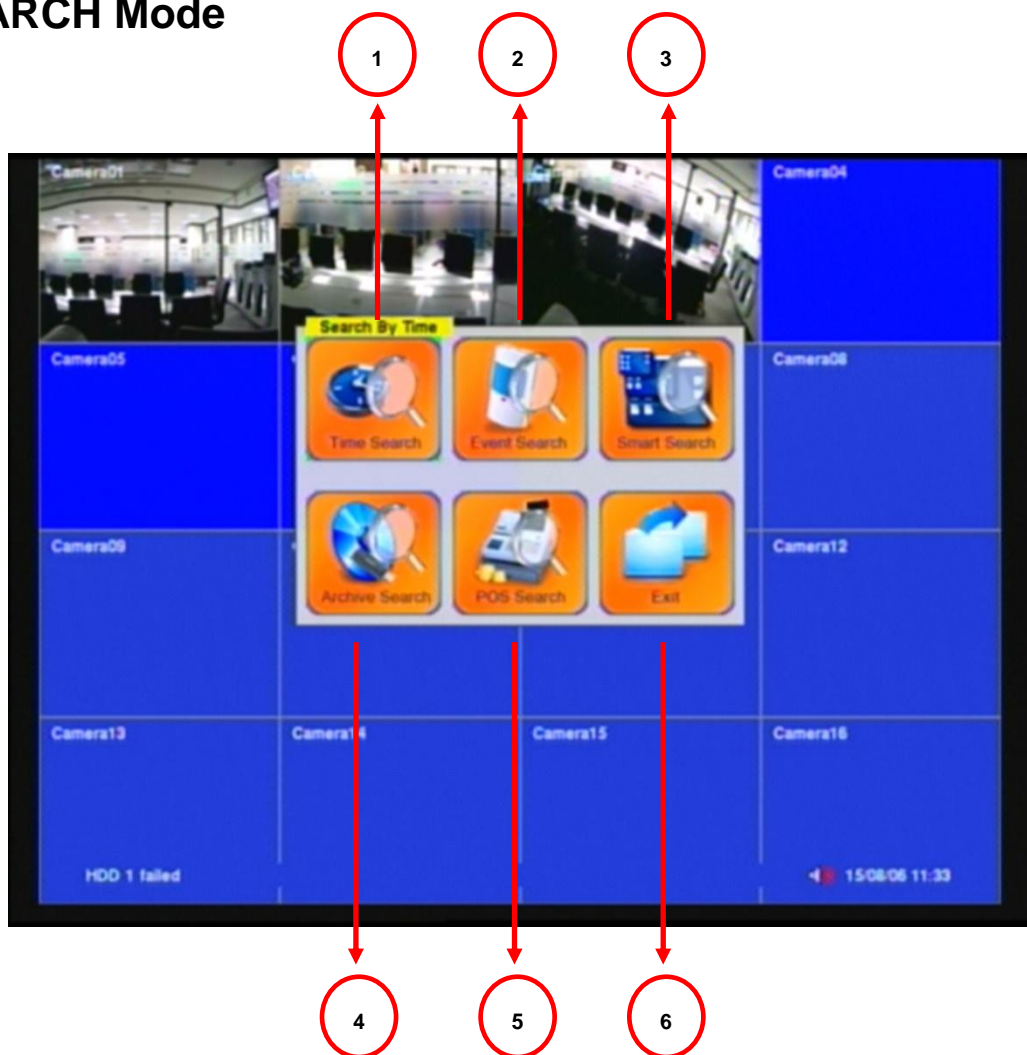 ARCH Mode
1 2 3
Camera01 Camera04
Search By Time
Camera05 Camera08
Time Search Event Search Smart Search
Camera09 Camera12
Archive Search POS Search Exit
Camera13 Camera14 Camera15 Camera16
HDD 1 failed 15/08/06 11:33
4 5 6